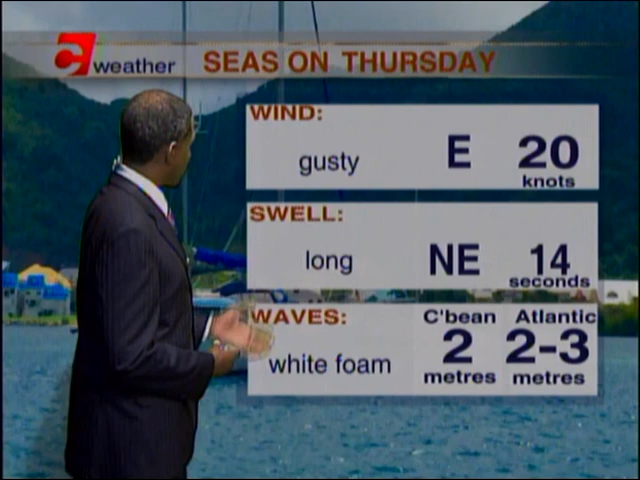 weather SEAS ON THURSDAY
WIND:
gusty E 20
knots
SWELL:
long NE 14
seconds
WAVES: C'bean Atlantic
white foam 2 2-3
metres metres